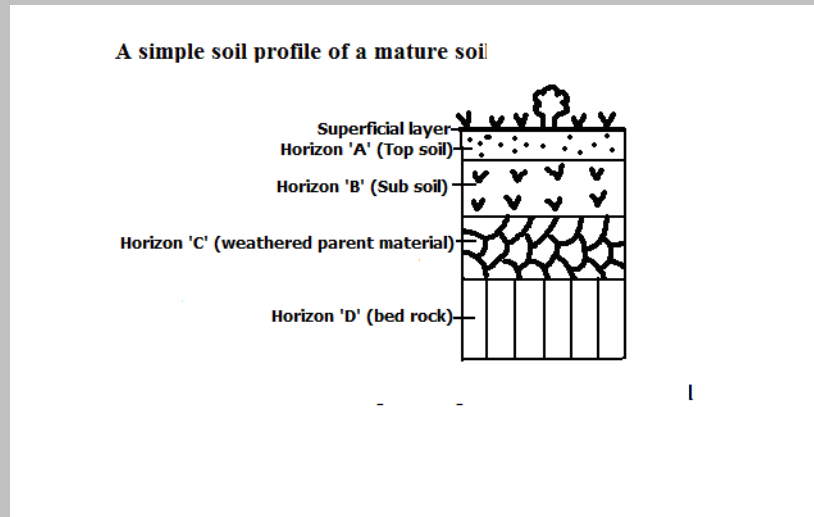 A simple soil profile of a mature soil
Superficial layer
Horizon 'A' (Top soil)
Horizon 'B' (Sub soil)
Horizon 'C' (weathered parent material)
Horizon 'D' (bed rock)